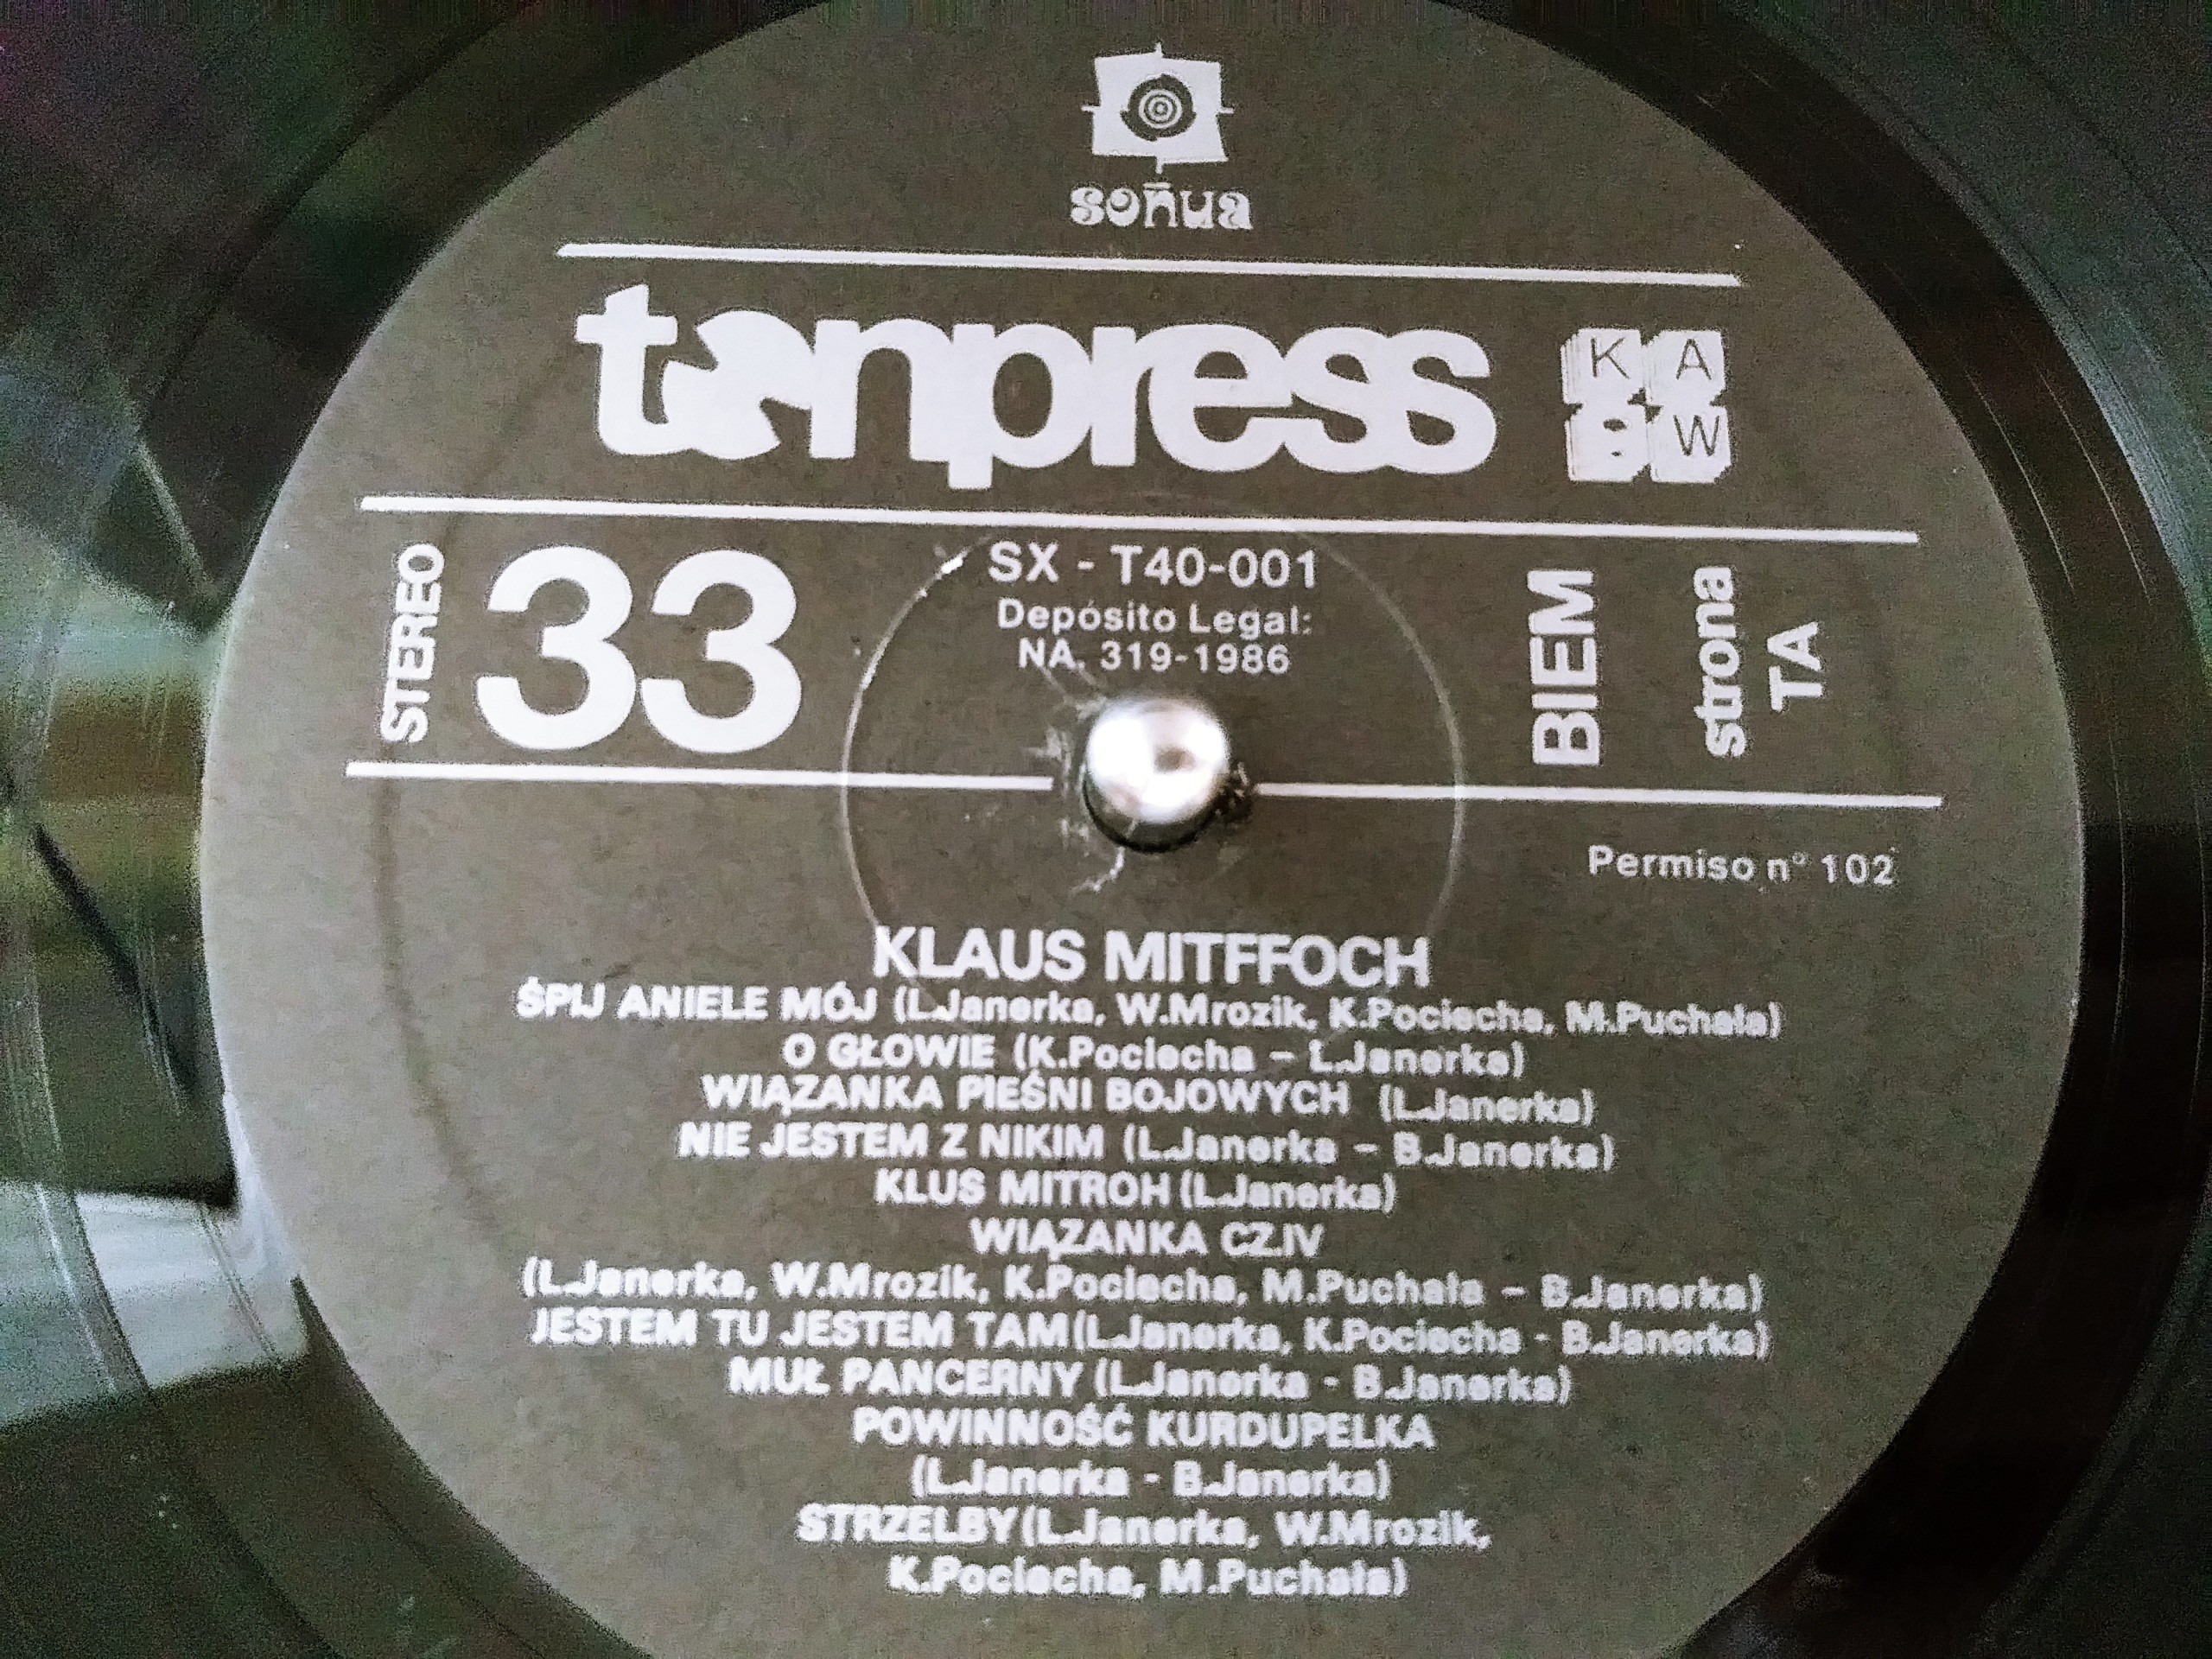 soñua
tonpress
K A
W
STEREO
33
SX - T40-001
Depósito Legal:
NA. 319-1986
BIEM
strona
TA
Permiso nº 102
KLAUS MITFFOCH
ŚPIJ ANIELE MÓJ (L.Janerka, W.Mrozik, K.Pociecha, M.Puchała)
O GŁOWIE (K.Pociecha – L.Janerka)
WIĄZANKA PIEŚNI BOJOWYCH (L.Janerka)
NIE JESTEM Z NIKIM (L.Janerka – B.Janerka)
KLUS MITROH (L.Janerka)
WIĄZANKA CZ.IV
(L.Janerka, W.Mrozik, K.Pociecha, M.Puchała – B.Janerka)
JESTEM TU JESTEM TAM (L.Janerka, K.Pociecha - B.Janerka)
MUŁ PANCERNY (L.Janerka - B.Janerka)
POWINNOŚĆ KURDUPELKA
(L.Janerka - B.Janerka)
STRZELBY (L.Janerka, W.Mrozik,
K.Pociecha, M.Puchała)